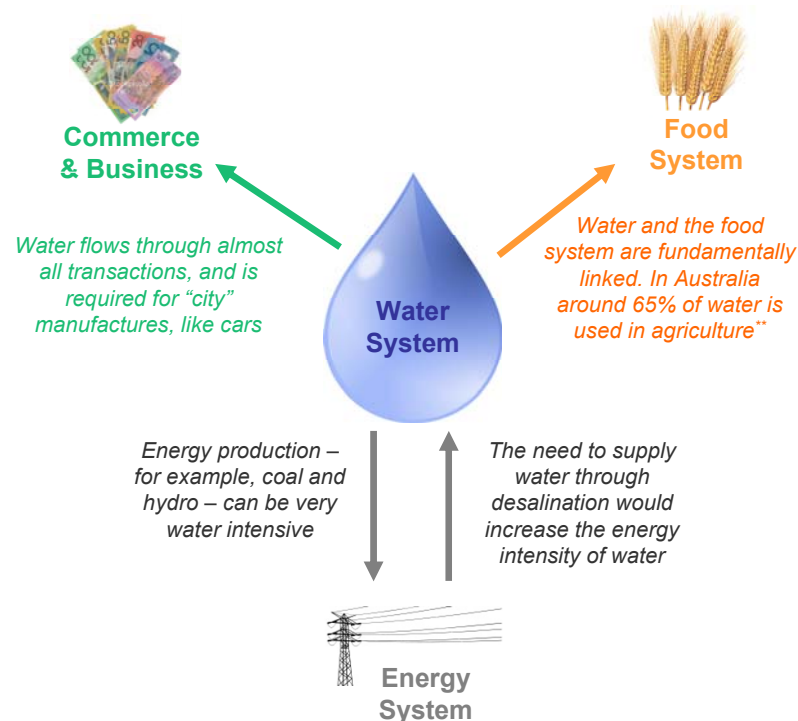 Commerce
& Business
Food
System
Water flows through almost
all transactions, and is
required for “city”
manufactures, like cars
Water
System
Water and the food
system are fundamentally
linked. In Australia
around 65% of water is
used in agriculture**
Energy production –
for example, coal and
hydro – can be very
water intensive
The need to supply
water through
desalination would
increase the energy
intensity of water
Energy
System